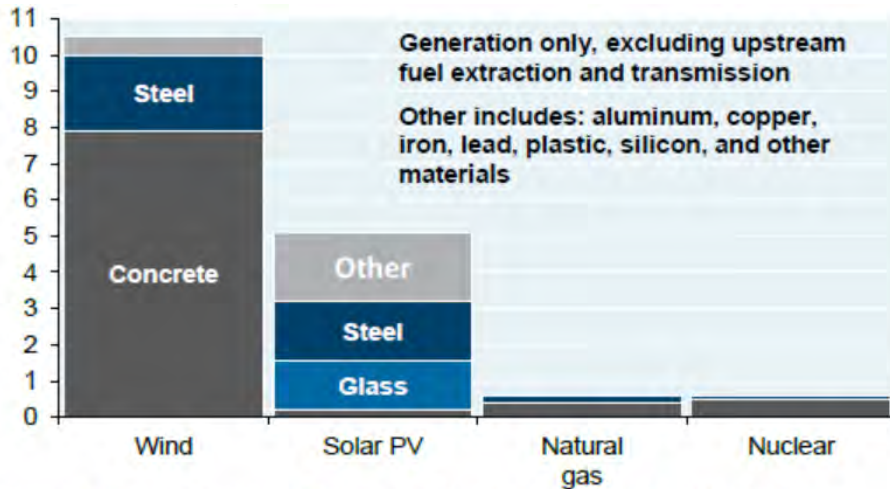 11
10
9
8
7
6
5
4
3
2
1
0
Generation only, excluding upstream
fuel extraction and transmission
Other includes: aluminum, copper,
iron, lead, plastic, silicon, and other
materials
Steel
Concrete
Other
Steel
Glass
Wind
Solar PV
Natural
gas
Nuclear